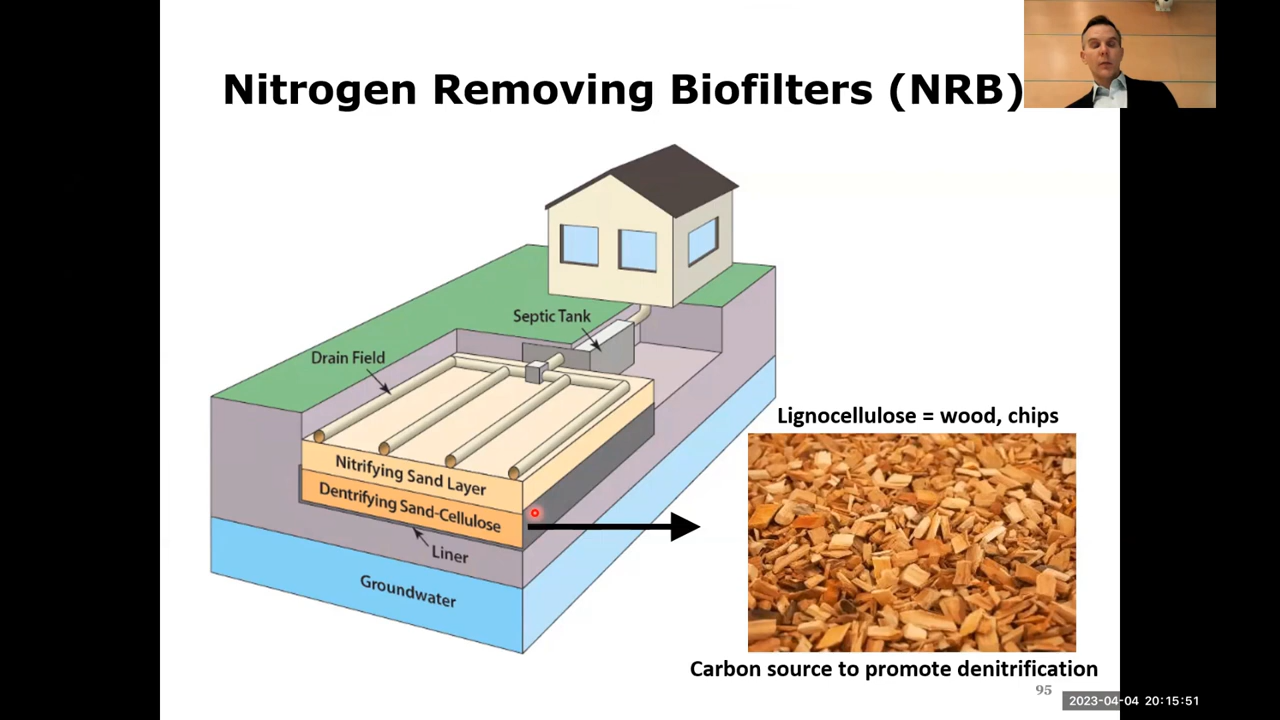 Nitrogen Removing Biofilters (NRB)
Septic Tank
Drain Field
Lignocellulose = wood, chips
Nitrifying Sand Layer
Dentrifying Sand-Cellulose
Liner
Groundwater
Carbon source to promote denitrification
95
2023-04-04 20:15:51